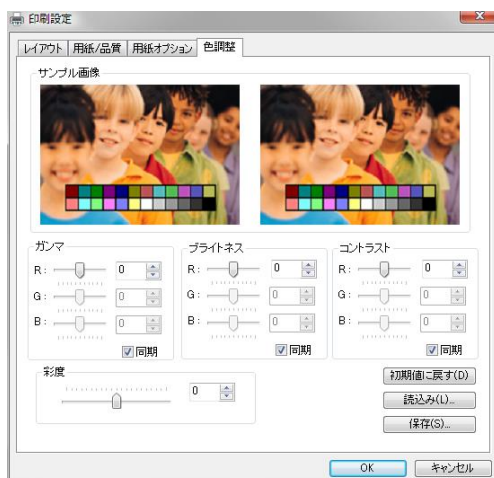 印刷設定
レイアウト 用紙/品質 用紙オプション 色調整
サンプル画像
ガンマ ブライトネス コントラスト
R: 0 R: 0 R: 0
G: 0 G: 0 G: 0
B: 0 B: 0 B: 0
同期 同期 同期
彩度
0
初期値に戻す(D)
読込み(L)...
保存(S)...
OK キャンセル